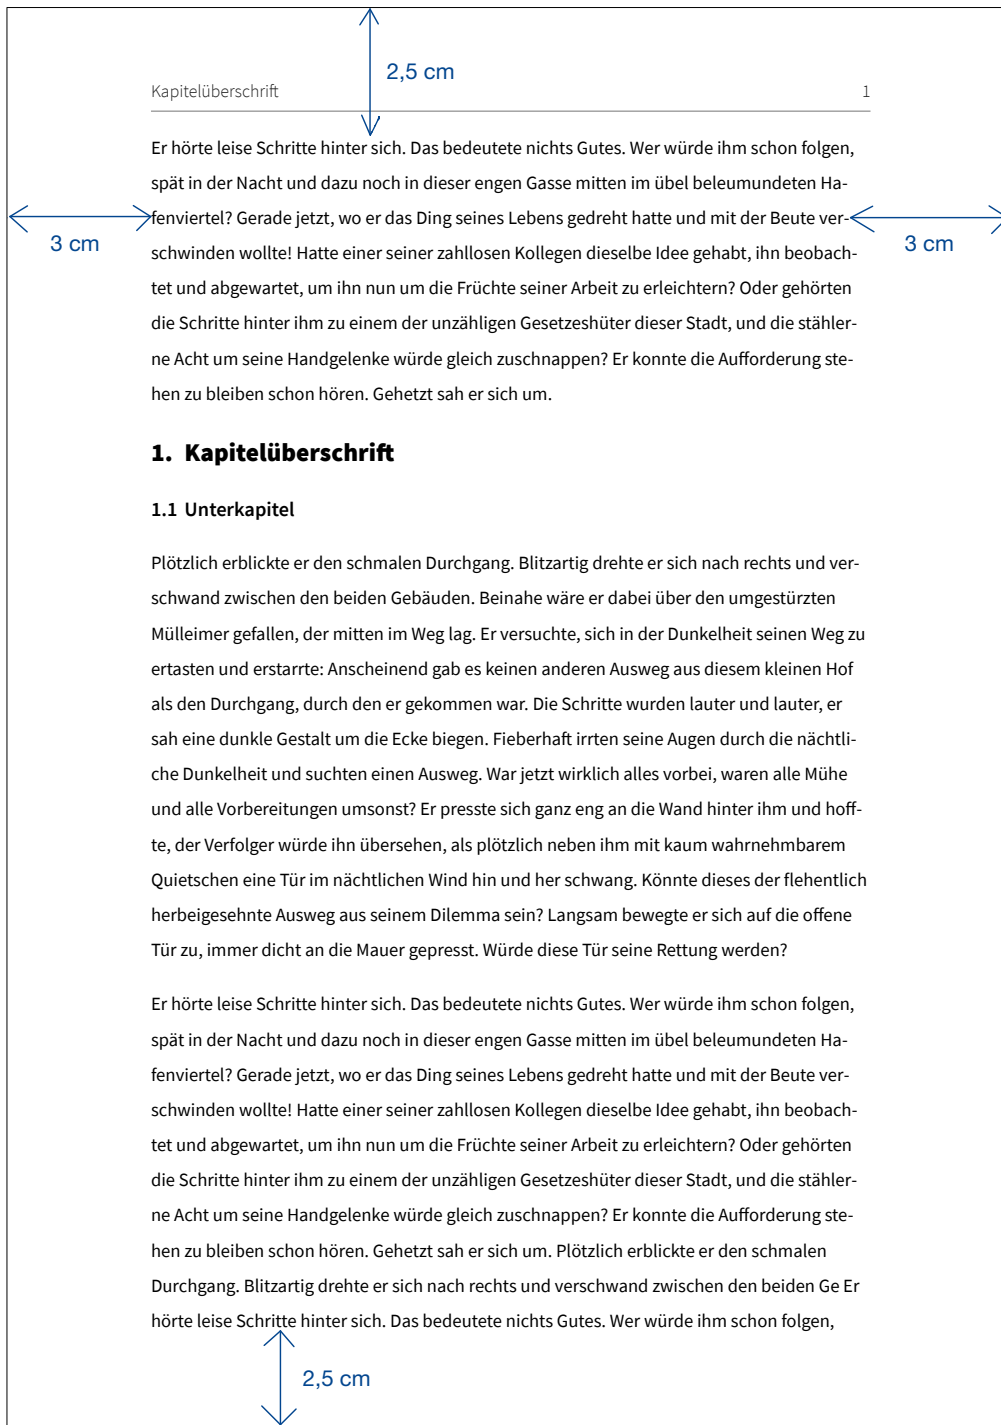 2,5 cm
Kapitelüberschrift 1
Er hörte leise Schritte hinter sich. Das bedeutete nichts Gutes. Wer würde ihm schon folgen,
spät in der Nacht und dazu noch in dieser engen Gasse mitten im übel beleumundeten Ha-
fenviertel? Gerade jetzt, wo er das Ding seines Lebens gedreht hatte und mit der Beute ver-
3 cm
3 cm
schwinden wollte! Hatte einer seiner zahllosen Kollegen dieselbe Idee gehabt, ihn beobach-
tet und abgewartet, um ihn nun um die Früchte seiner Arbeit zu erleichtern? Oder gehörten
die Schritte hinter ihm zu einem der unzähligen Gesetzeshüter dieser Stadt, und die stähler-
ne Acht um seine Handgelenke würde gleich zuschnappen? Er konnte die Aufforderung ste-
hen zu bleiben schon hören. Gehetzt sah er sich um.
1. Kapitelüberschrift
1.1 Unterkapitel
Plötzlich erblickte er den schmalen Durchgang. Blitzartig drehte er sich nach rechts und ver-
schwand zwischen den beiden Gebäuden. Beinahe wäre er dabei über den umgestürzten
Mülleimer gefallen, der mitten im Weg lag. Er versuchte, sich in der Dunkelheit seinen Weg zu
ertasten und erstarrte: Anscheinend gab es keinen anderen Ausweg aus diesem kleinen Hof
als den Durchgang, durch den er gekommen war. Die Schritte wurden lauter und lauter, er
sah eine dunkle Gestalt um die Ecke biegen. Fieberhaft irrten seine Augen durch die nächtli-
che Dunkelheit und suchten einen Ausweg. War jetzt wirklich alles vorbei, waren alle Mühe
und alle Vorbereitungen umsonst? Er presste sich ganz eng an die Wand hinter ihm und hoff-
te, der Verfolger würde ihn übersehen, als plötzlich neben ihm mit kaum wahrnehmbarem
Quietschen eine Tür im nächtlichen Wind hin und her schwang. Könnte dieses der flehentlich
herbeigesehnte Ausweg aus seinem Dilemma sein? Langsam bewegte er sich auf die offene
Tür zu, immer dicht an die Mauer gepresst. Würde diese Tür seine Rettung werden?
Er hörte leise Schritte hinter sich. Das bedeutete nichts Gutes. Wer würde ihm schon folgen,
spät in der Nacht und dazu noch in dieser engen Gasse mitten im übel beleumundeten Ha-
fenviertel? Gerade jetzt, wo er das Ding seines Lebens gedreht hatte und mit der Beute ver-
schwinden wollte! Hatte einer seiner zahllosen Kollegen dieselbe Idee gehabt, ihn beobach-
tet und abgewartet, um ihn nun um die Früchte seiner Arbeit zu erleichtern? Oder gehörten
die Schritte hinter ihm zu einem der unzähligen Gesetzeshüter dieser Stadt, und die stähler-
ne Acht um seine Handgelenke würde gleich zuschnappen? Er konnte die Aufforderung ste-
hen zu bleiben schon hören. Gehetzt sah er sich um. Plötzlich erblickte er den schmalen
Durchgang. Blitzartig drehte er sich nach rechts und verschwand zwischen den beiden Ge Er
hörte leise Schritte hinter sich. Das bedeutete nichts Gutes. Wer würde ihm schon folgen,
2,5 cm